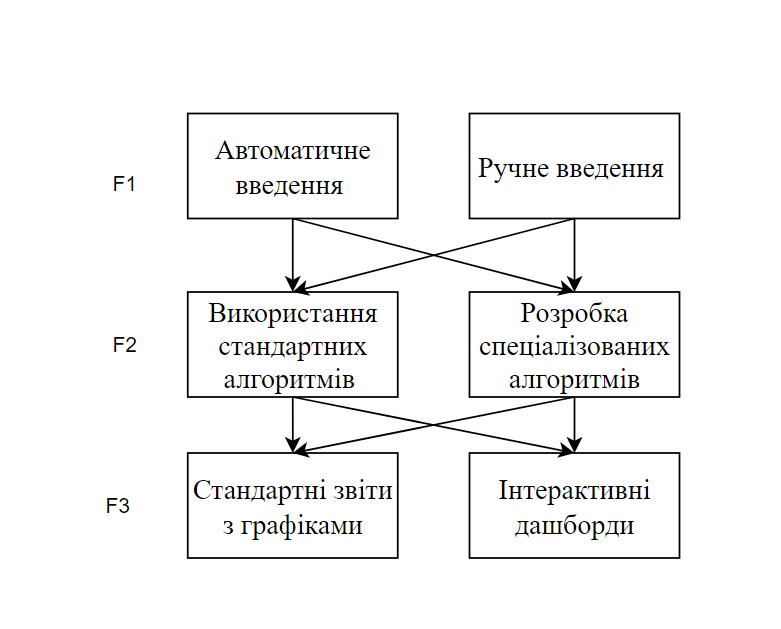 Автоматичне
введення
Ручне введення
F1
Використання
стандартних
алгоритмів
Розробка
спеціалізованих
алгоритмів
F2
Стандартні звіти
з графіками
Інтерактивні
дашборди
F3